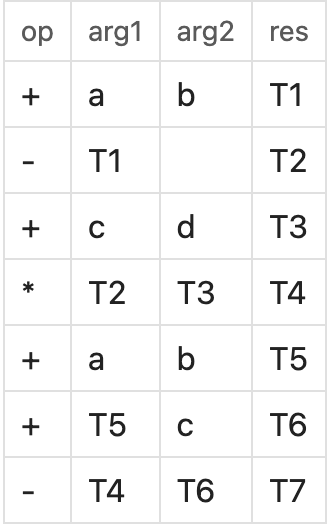 op arg1 arg2 res
+ a b T1
- T1 T2
+ c d T3
* T2 T3 T4
+ a b T5
+ T5 c T6
- T4 T6 T7